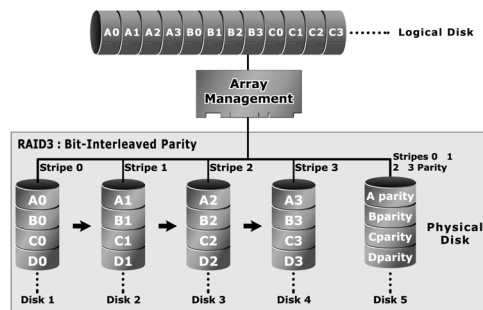 A0 A1 A2 A3 B0 B1 B2 B3 C0 C1 C2 C3 Logical Disk
Array
Management
RAID3 : Bit-Interleaved Parity
Stripe 0 Stripe 1 Stripe 2 Stripe 3
Stripes 0 1
2 3 Parity
A0 A1 A2 A3 A parity
B0 B1 B2 B3 Bparity
C0 C1 C2 C3 Cparity
D0 D1 D2 D3 Dparity
Physical
Disk
Disk 1 Disk 2 Disk 3 Disk 4 Disk 5